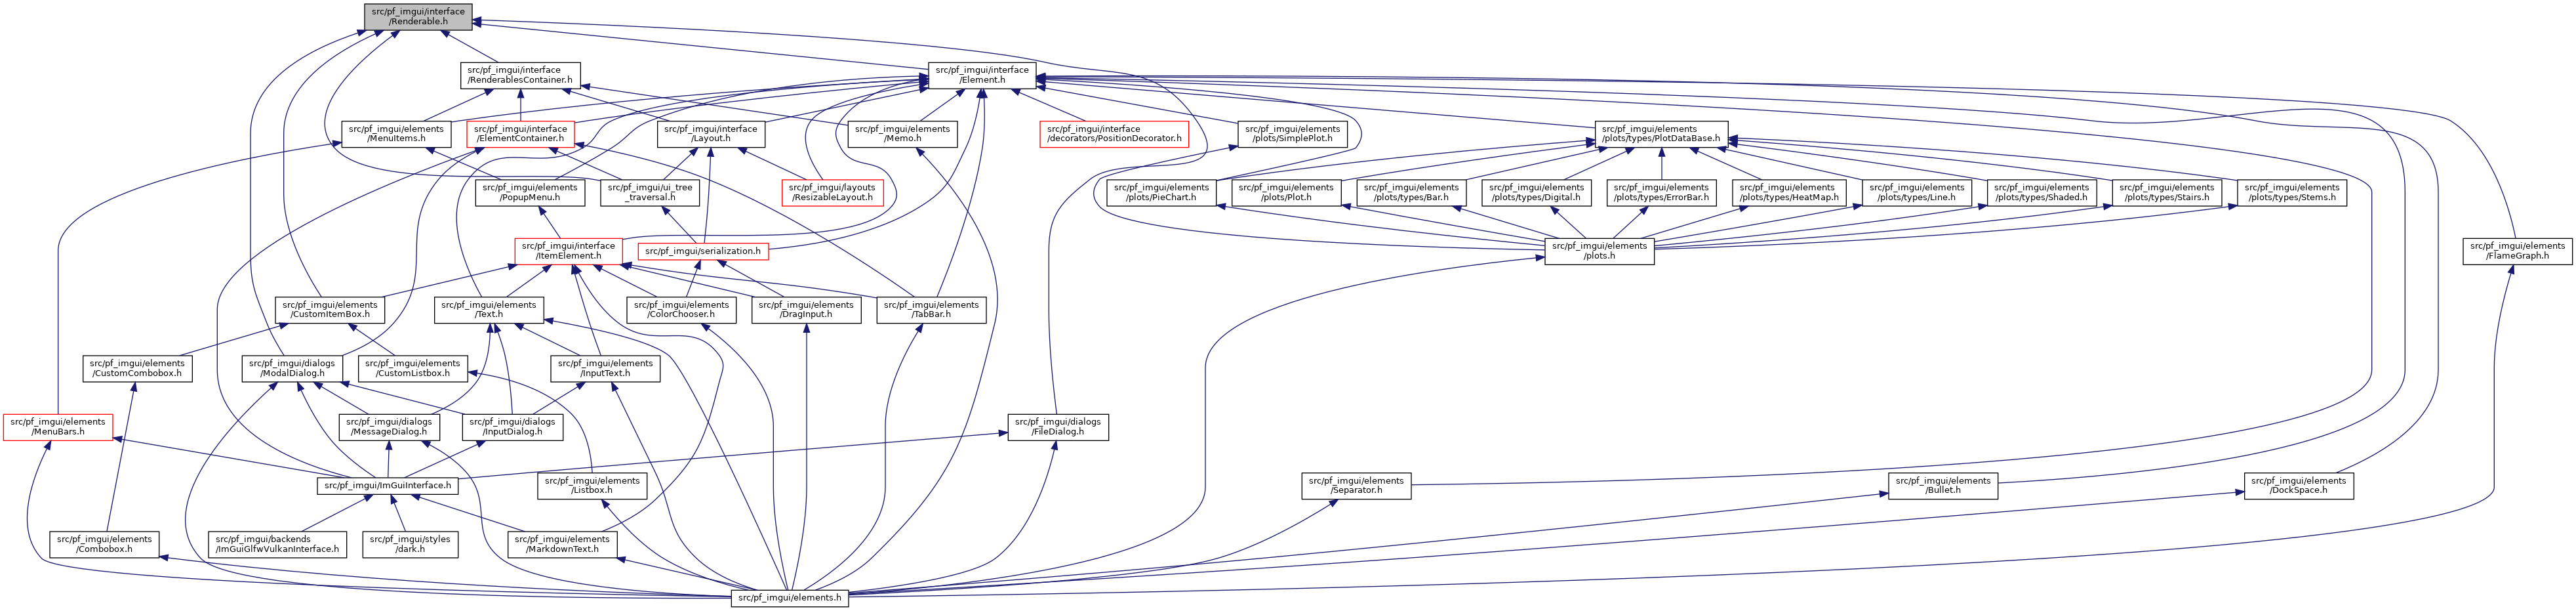 src/pf_imgui/interface
/Renderable.h
src/pf_imgui/interface
/RenderablesContainer.h
src/pf_imgui/interface
/Element.h
src/pf_imgui/elements
/MenuItems.h
src/pf_imgui/interface
/ElementContainer.h
src/pf_imgui/interface
/Layout.h
src/pf_imgui/elements
/Memo.h
src/pf_imgui/interface
/decorators/PositionDecorator.h
src/pf_imgui/elements
/plots/SimplePlot.h
src/pf_imgui/elements
/plots/types/PlotDataBase.h
src/pf_imgui/elements
/PopupMenu.h
src/pf_imgui/ui_tree
_traversal.h
src/pf_imgui/layouts
/ResizableLayout.h
src/pf_imgui/elements
/plots/PieChart.h
src/pf_imgui/elements
/plots/Plot.h
src/pf_imgui/elements
/plots/types/Bar.h
src/pf_imgui/elements
/plots/types/Digital.h
src/pf_imgui/elements
/plots/types/ErrorBar.h
src/pf_imgui/elements
/plots/types/HeatMap.h
src/pf_imgui/elements
/plots/types/Line.h
src/pf_imgui/elements
/plots/types/Shaded.h
src/pf_imgui/elements
/plots/types/Stairs.h
src/pf_imgui/elements
/plots/types/Stems.h
src/pf_imgui/interface
/ItemElement.h
src/pf_imgui/serialization.h
src/pf_imgui/elements
/plots.h
src/pf_imgui/elements
/FlameGraph.h
src/pf_imgui/elements
/CustomItemBox.h
src/pf_imgui/elements
/Text.h
src/pf_imgui/elements
/ColorChooser.h
src/pf_imgui/elements
/DragInput.h
src/pf_imgui/elements
/TabBar.h
src/pf_imgui/elements
/CustomCombobox.h
src/pf_imgui/dialogs
/ModalDialog.h
src/pf_imgui/elements
/CustomListbox.h
src/pf_imgui/elements
/InputText.h
src/pf_imgui/elements
/MenuBars.h
src/pf_imgui/dialogs
/MessageDialog.h
src/pf_imgui/dialogs
/InputDialog.h
src/pf_imgui/dialogs
/FileDialog.h
src/pf_imgui/ImGuiInterface.h
src/pf_imgui/elements
/Listbox.h
src/pf_imgui/elements
/Separator.h
src/pf_imgui/elements
/Bullet.h
src/pf_imgui/elements
/DockSpace.h
src/pf_imgui/elements
/Combobox.h
src/pf_imgui/backends
/ImGuiGlfwVulkanInterface.h
src/pf_imgui/styles
/dark.h
src/pf_imgui/elements
/MarkdownText.h
src/pf_imgui/elements.h